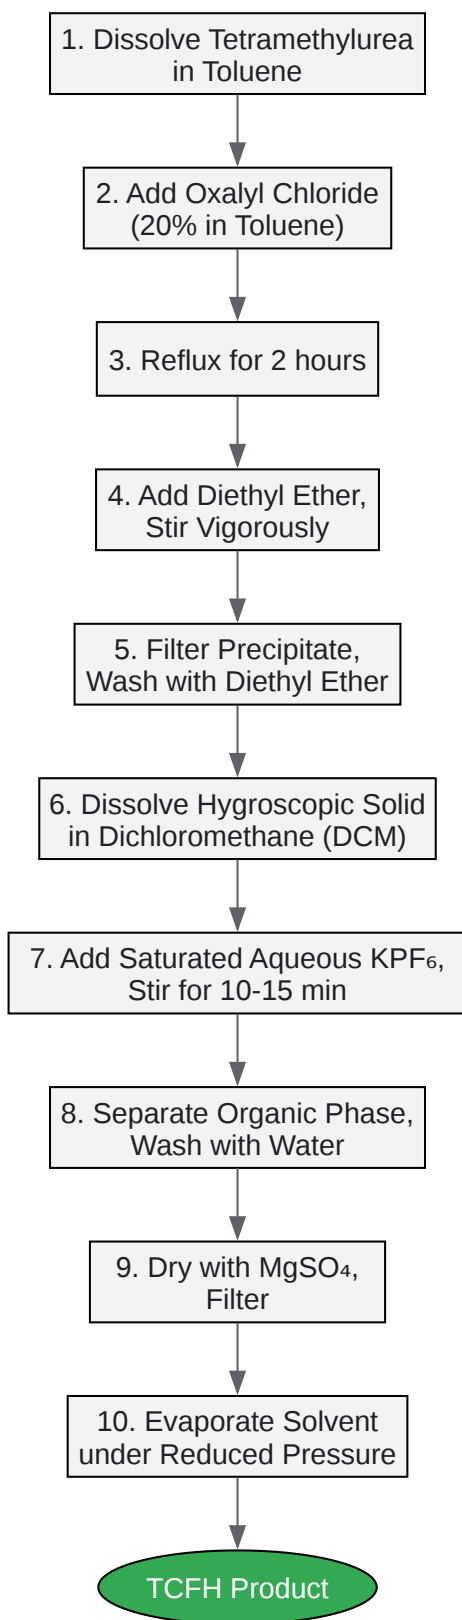 1. Dissolve Tetramethylurea
in Toluene
2. Add Oxalyl Chloride
(20% in Toluene)
3. Reflux for 2 hours
4. Add Diethyl Ether,
Stir Vigorously
5. Filter Precipitate,
Wash with Diethyl Ether
6. Dissolve Hygroscopic Solid
in Dichloromethane (DCM)
7. Add Saturated Aqueous KPF₆,
Stir for 10-15 min
8. Separate Organic Phase,
Wash with Water
9. Dry with MgSO₄,
Filter
10. Evaporate Solvent
under Reduced Pressure
TCFH Product